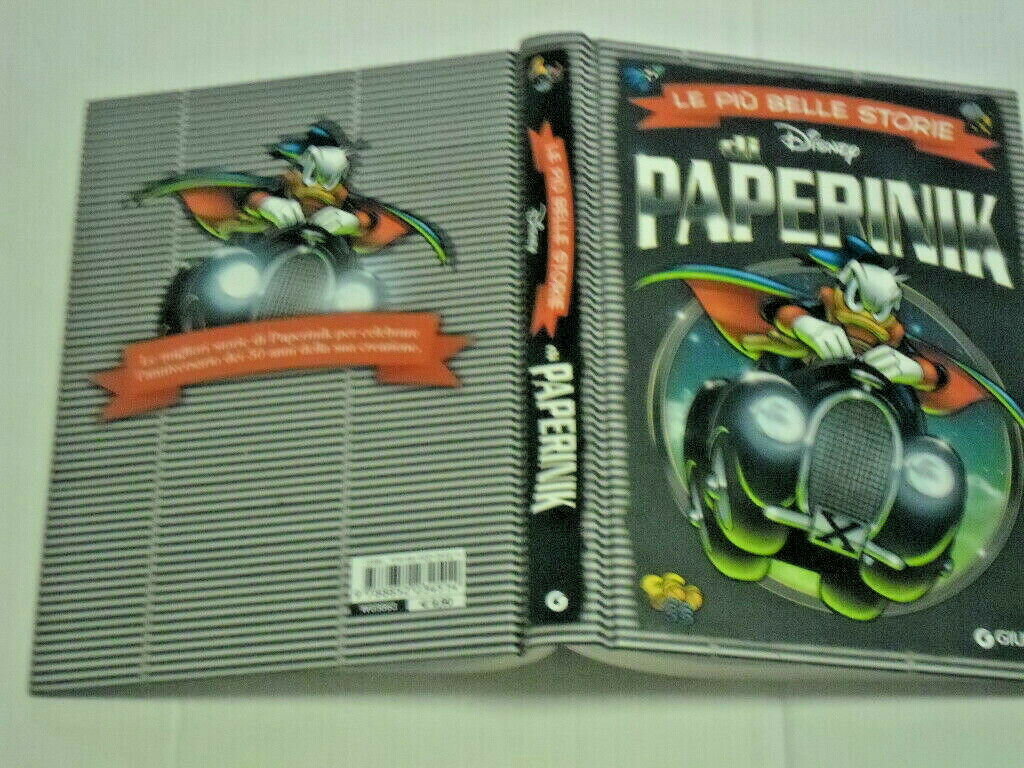 Le migliori storie di Paperinik per celebrare
l'anniversario dei 50 anni della sua creazione.
LE PIÙ BELLE STORIE
Disney
di
PAPERINIK
LE PIÙ BELLE STORIE
Disney
di
PAPERINIK
GIU